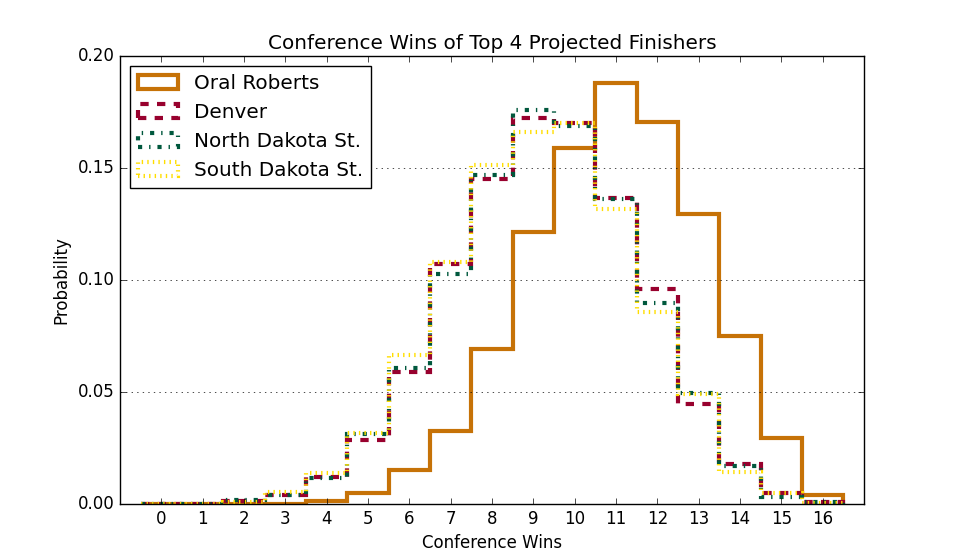 Conference Wins of Top 4 Projected Finishers
Oral Roberts
Denver
North Dakota St.
South Dakota St.
0.20
0.15
0.10
0.05
0.00
Probability
0 1 2 3 4 5 6 7 8 9 10 11 12 13 14 15 16
Conference Wins